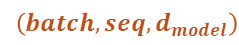 (batch, seq, d_model)